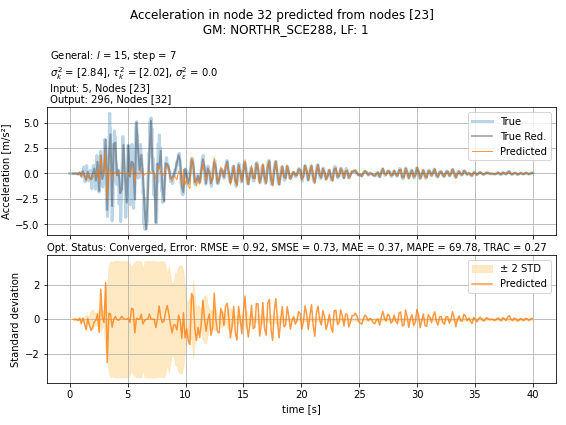 Acceleration in node 32 predicted from nodes [23]
GM: NORTHR_SCE288, LF: 1
General: l = 15, step = 7
σ²ₖ = [2.84], τ²ₖ = [2.02], σ²ε = 0.0
Input: 5, Nodes [23]
Output: 296, Nodes [32]
Acceleration [m/s²]
5.0
2.5
0.0
−2.5
−5.0
True
True Red.
Predicted
Opt. Status: Converged, Error: RMSE = 0.92, SMSE = 0.73, MAE = 0.37, MAPE = 69.78, TRAC = 0.27
Standard deviation
2
0
−2
± 2 STD
Predicted
0 5 10 15 20 25 30 35 40
time [s]